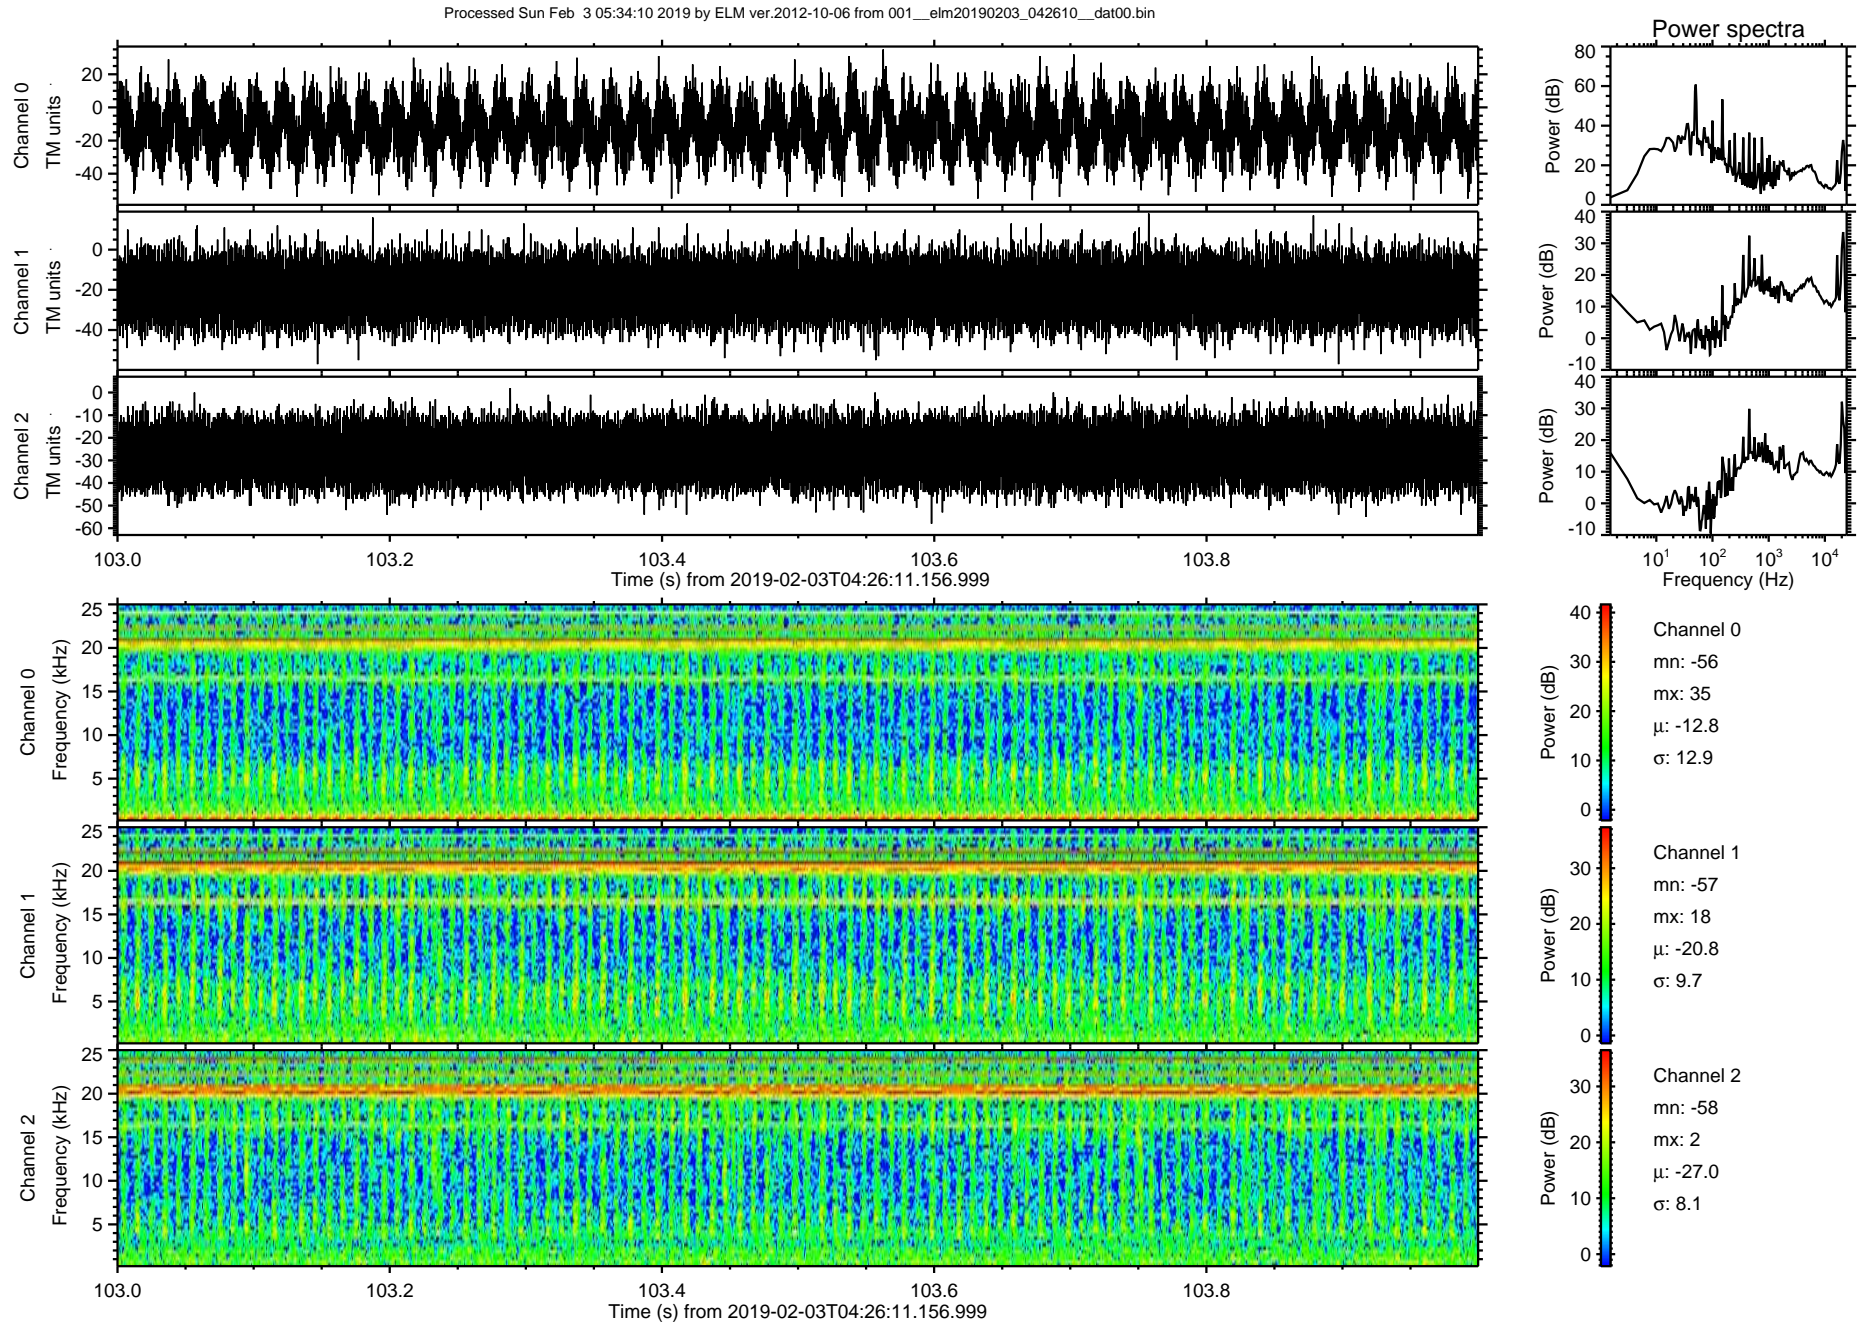 Processed Sun Feb  3 05:34:10 2019 by ELM ver.2012-10-06 from 001__elm20190203_042610__dat00.bin
Power spectra
Channel 0
TM units
20
0
-20
-40
Power (dB)
80
60
40
20
0
Channel 1
TM units
0
-20
-40
Power (dB)
40
30
20
10
0
-10
Channel 2
TM units
0
-10
-20
-30
-40
-50
-60
Power (dB)
40
30
20
10
0
-10
103.0 103.2 103.4 103.6 103.8
Time (s) from 2019-02-03T04:26:11.156.999
10¹ 10² 10³ 10⁴
Frequency (Hz)
Channel 0
Frequency (kHz)
25
20
15
10
5
Power (dB)
40
30
20
10
0
Channel 0
mn: -56
mx: 35
μ: -12.8
σ: 12.9
Channel 1
Frequency (kHz)
25
20
15
10
5
Power (dB)
30
20
10
0
Channel 1
mn: -57
mx: 18
μ: -20.8
σ: 9.7
Channel 2
Frequency (kHz)
25
20
15
10
5
Power (dB)
30
20
10
0
Channel 2
mn: -58
mx: 2
μ: -27.0
σ: 8.1
103.0 103.2 103.4 103.6 103.8
Time (s) from 2019-02-03T04:26:11.156.999